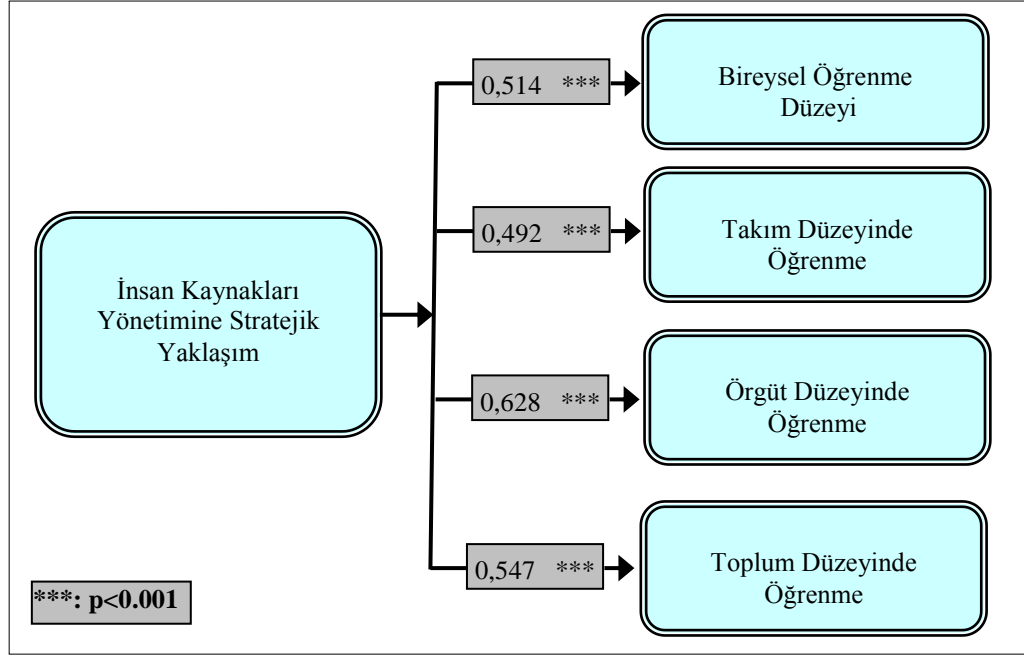 0,514 ***
Bireysel Öğrenme
Düzeyi
0,492 ***
Takım Düzeyinde
Öğrenme
İnsan Kaynakları
Yönetimine Stratejik
Yaklaşım
0,628 ***
Örgüt Düzeyinde
Öğrenme
0,547 ***
Toplum Düzeyinde
Öğrenme
***: p<0.001